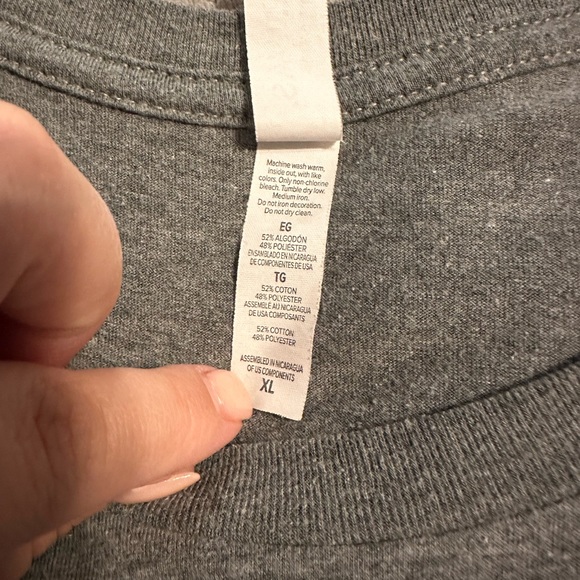 Machine wash warm,
inside out, with like
colors. Only non-chlorine
bleach. Tumble dry low.
Medium iron.
Do not iron decoration.
Do not dry clean.
EG
52% ALGODÓN
48% POLIÉSTER
ENSAMBLADO EN NICARAGUA
DE COMPONENTES DE USA
TG
52% COTON
48% POLYESTER
ASSEMBLÉ AU NICARAGUA
DE USA COMPOSANTS
52% COTTON
48% POLYESTER
ASSEMBLED IN NICARAGUA
OF US COMPONENTS
XL